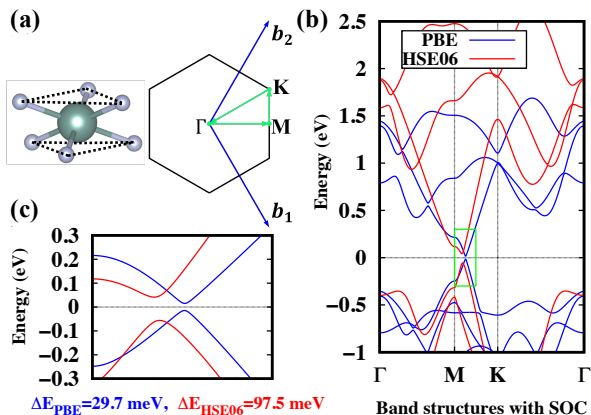 (a)
b₂
K
Γ
M
b₁
(b)
PBE
HSE06
Energy (eV)
2.5
2
1.5
1
0.5
0
−0.5
−1
Γ
M
K
Γ
Band structures with SOC
(c)
Energy (eV)
0.3
0.2
0.1
0
−0.1
−0.2
−0.3
ΔE_PBE=29.7 meV, ΔE_HSE06=97.5 meV